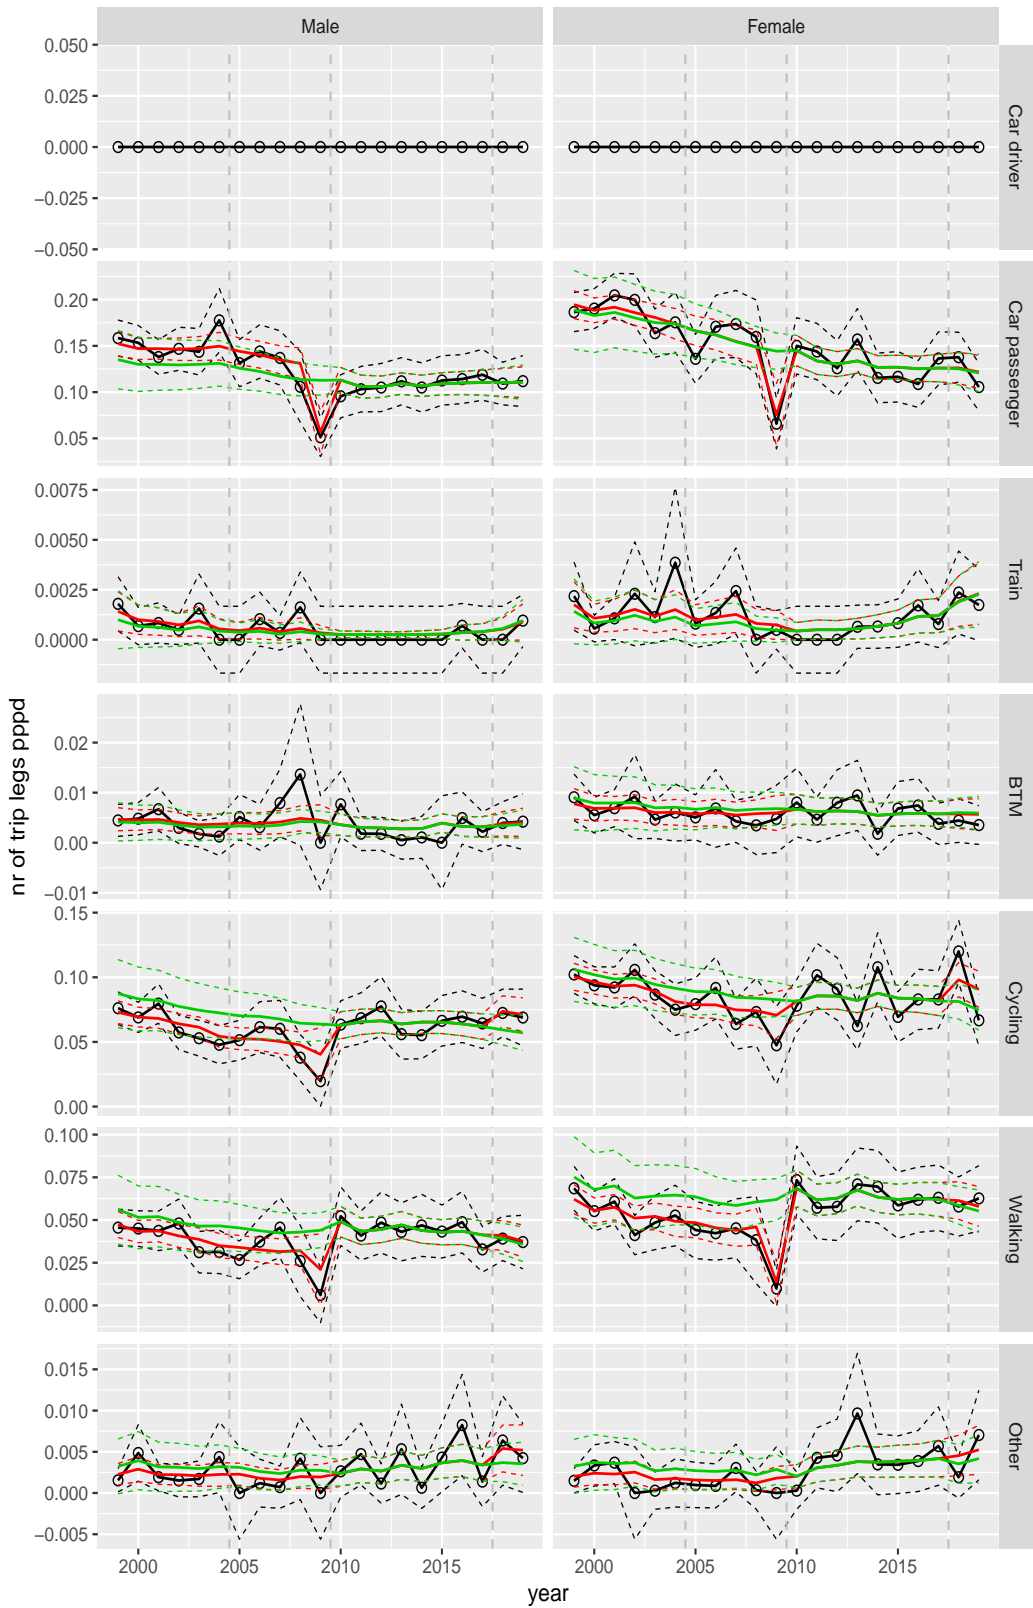 Male Female
0.050
0.025
0.000
−0.025
−0.050
Car driver
0.20
0.15
0.10
0.05
Car passenger
0.0075
0.0050
0.0025
0.0000
Train
0.02
0.01
0.00
−0.01
BTM
0.15
0.10
0.05
0.00
Cycling
0.100
0.075
0.050
0.025
0.000
Walking
0.015
0.010
0.005
0.000
−0.005
Other
nr of trip legs pppd
2000 2005 2010 2015 2000 2005 2010 2015
year